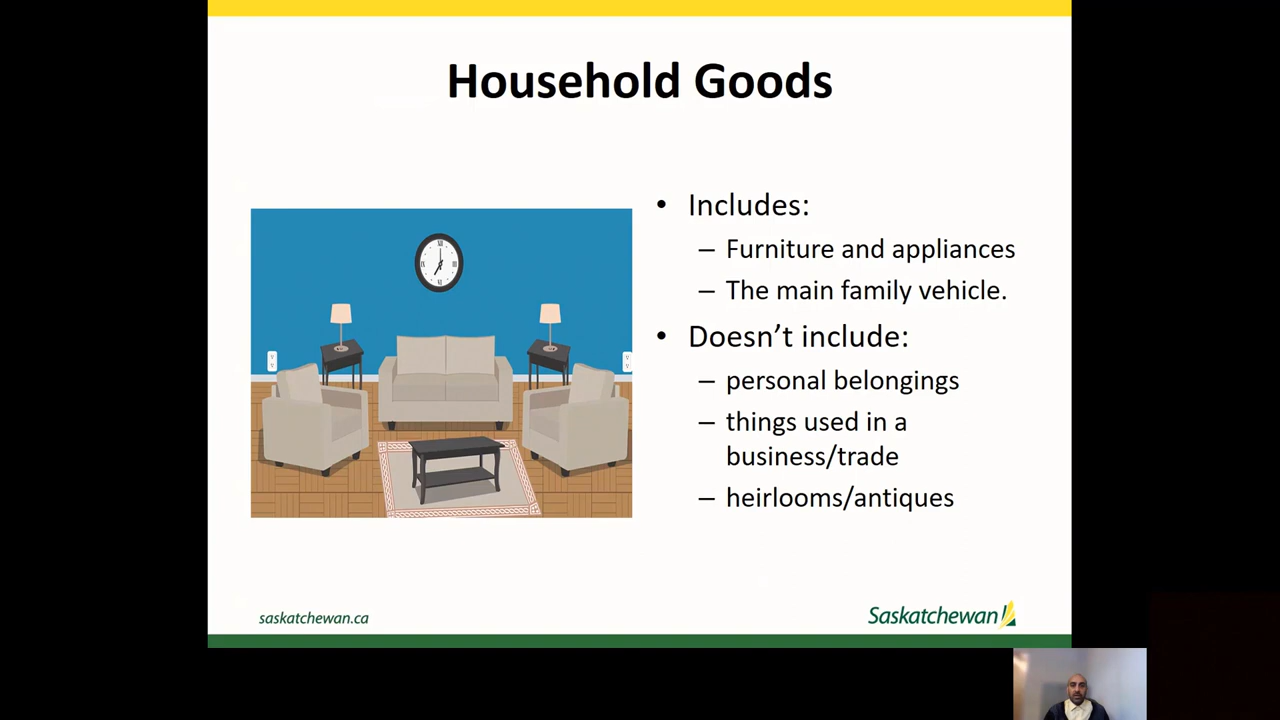 Household Goods
• Includes:
– Furniture and appliances
– The main family vehicle.
• Doesn’t include:
– personal belongings
– things used in a
business/trade
– heirlooms/antiques
saskatchewan.ca
Saskatchewan